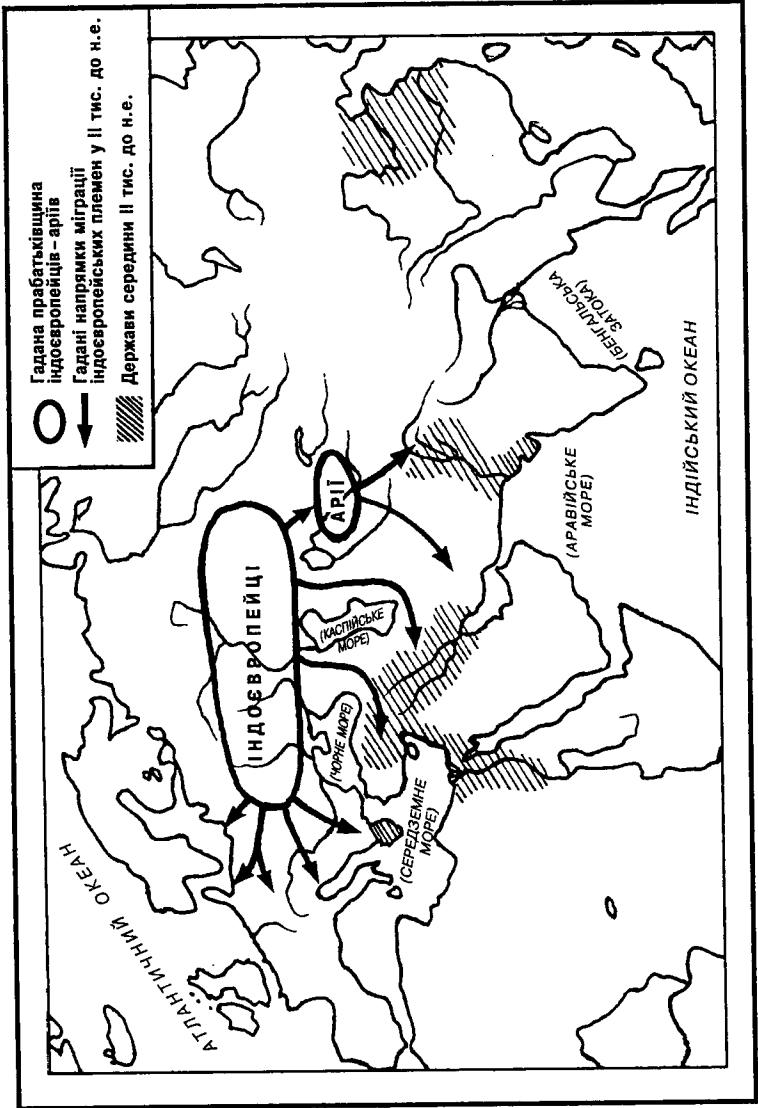 Гадана прабатьківщина
індоєвропейців–аріїв
Гадані напрямки міграції
індоєвропейських племен у II тис. до н.е.
Держави середини II тис. до н.е.
АТЛАНТИЧНИЙ ОКЕАН
ІНДОЄВРОПЕЙЦІ
АРІЇ
(ЧОРНЕ МОРЕ)
(КАСПІЙСЬКЕ
МОРЕ)
(СЕРЕДЗЕМНЕ
МОРЕ)
(АРАВІЙСЬКЕ
МОРЕ)
(БЕНГАЛЬСЬКА
ЗАТОКА)
ІНДІЙСЬКИЙ ОКЕАН